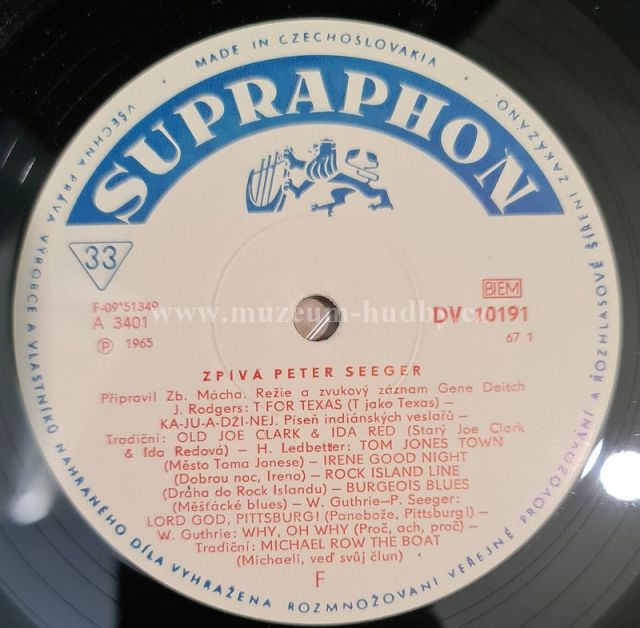 MADE IN CZECHOSLOVAKIA
SUPRAPHON
VŠECHNA PRÁVA VÝROBCE A VLASTNÍKŮ NAHRANÉHO DÍLA VYHRAŽENA ROZMNOŽOVÁNÍ VEŘEJNÉ PROVOZOVÁNÍ A ROZHLASOVÉ ŠÍŘENÍ ZAKÁZÁNO
33
F-09*51349
A 3401
Ⓟ 1965
BIEM
DV 10191
67 1
www.muzeum-hudby.cz
ZPÍVÁ PETER SEEGER
Připravil Zb. Mácha. Režie a zvukový záznam Gene Deitch
J. Rodgers: T FOR TEXAS (T jako Texas) –
KA-JU-A-DŽI-NEJ. Píseň indiánských veslařů –
Tradiční: OLD JOE CLARK & IDA RED (Starý Joe Clark
& Ida Redová) – H. Ledbetter: TOM JONES TOWN
(Město Toma Jonese) – IRENE GOOD NIGHT
(Dobrou noc, Ireno) – ROCK ISLAND LINE
(Dráha do Rock Islandu) – BURGEOIS BLUES
(Měšťácké blues) – W. Guthrie–P. Seeger:
LORD GOD, PITTSBURG! (Panebože, Pittsburg!) –
W. Guthrie: WHY, OH WHY (Proč, ach, proč) –
Tradiční: MICHAEL ROW THE BOAT
(Michaeli, veď svůj člun)
F